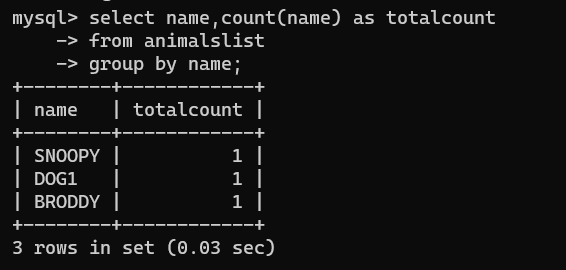 mysql> select name,count(name) as totalcount
    -> from animalslist
    -> group by name;
+--------+------------+
| name   | totalcount |
+--------+------------+
| SNOOPY |          1 |
| DOG1   |          1 |
| BRODDY |          1 |
+--------+------------+
3 rows in set (0.03 sec)